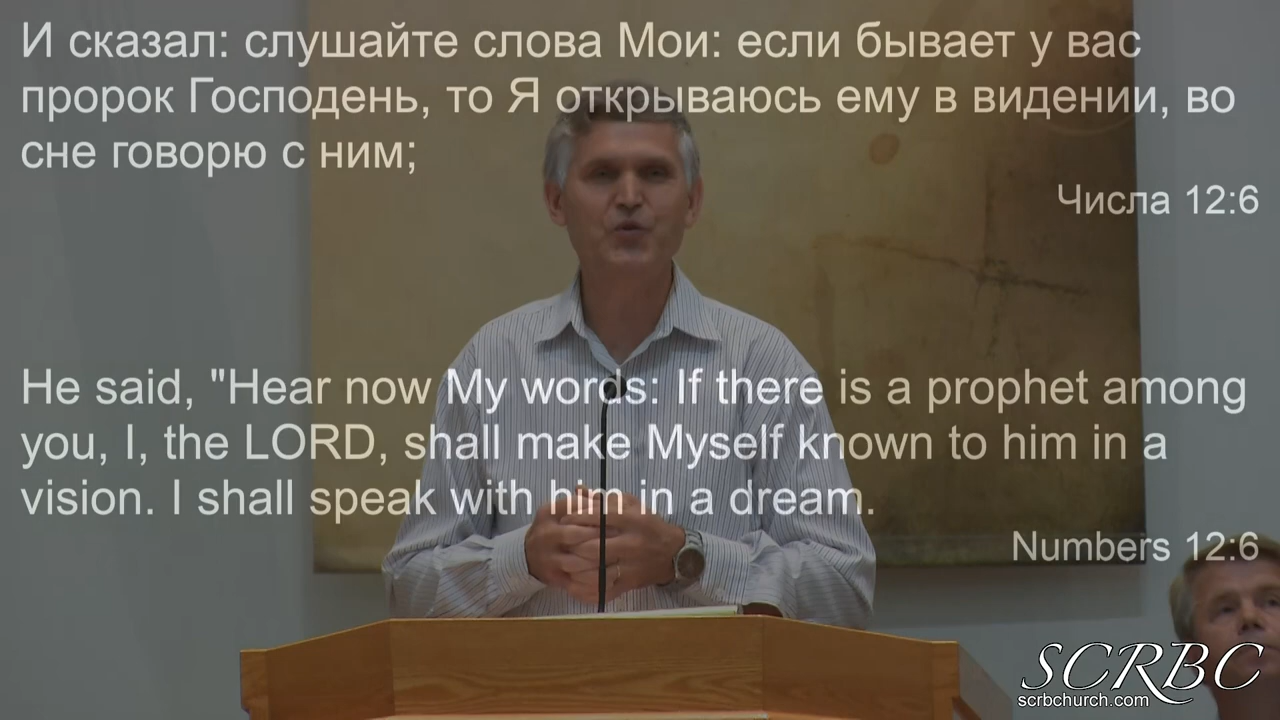 И сказал: слушайте слова Мои: если бывает у вас
пророк Господень, то Я открываюсь ему в видении, во
сне говорю с ним;
Числа 12:6
He said, "Hear now My words: If there is a prophet among
you, I, the LORD, shall make Myself known to him in a
vision. I shall speak with him in a dream.
Numbers 12:6
SCRBC
scrbchurch.com